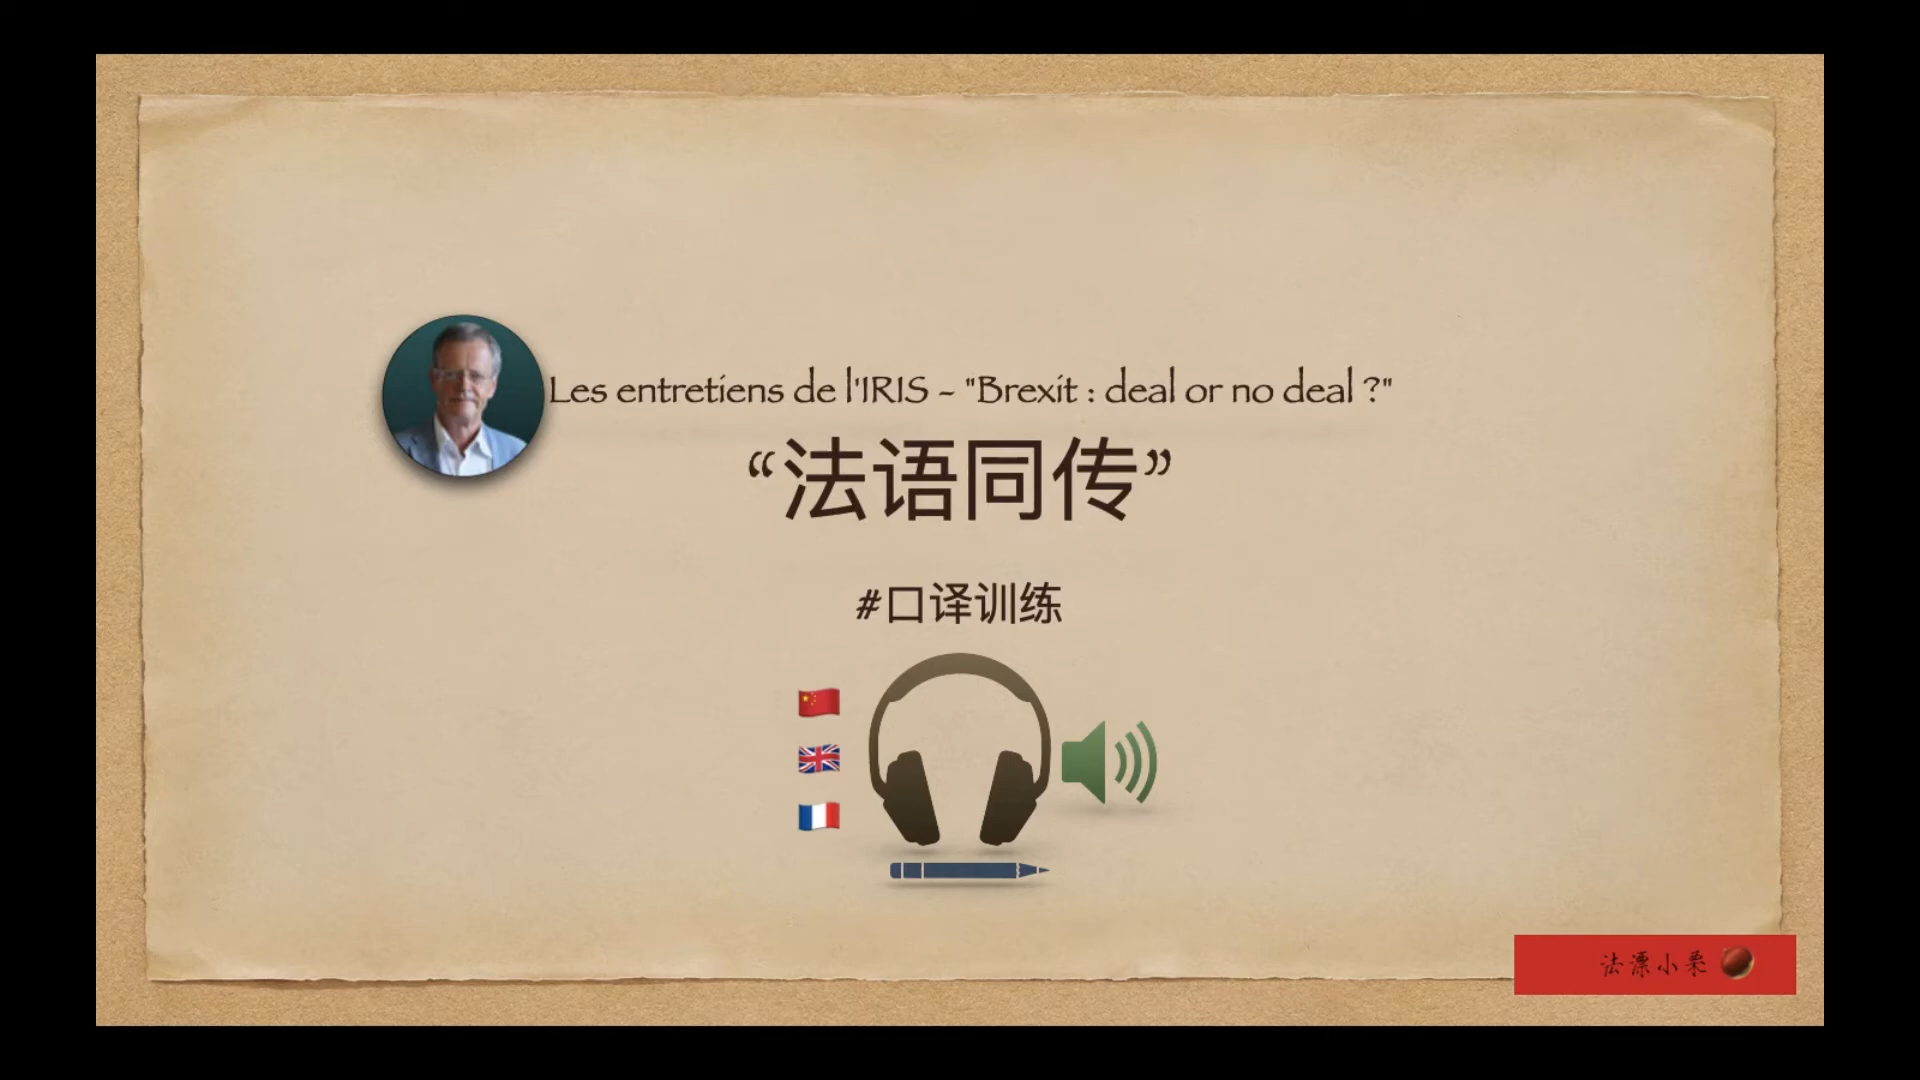 Les entretiens de l'IRIS - "Brexit : deal or no deal ?"
“法语同传”
#口译训练
法漂小栗